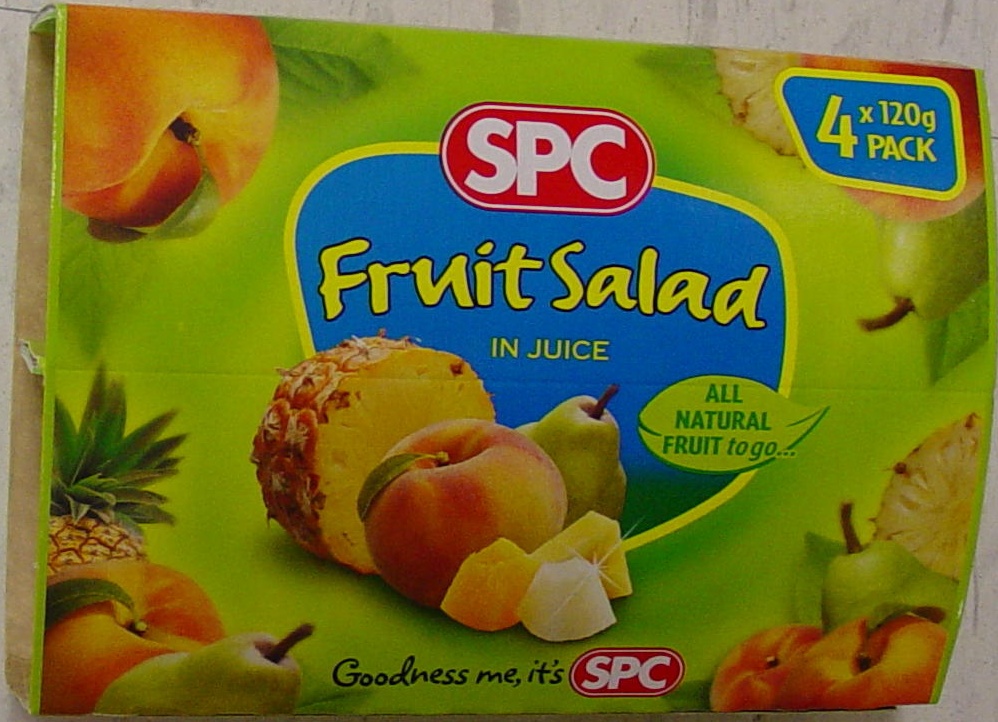 SPC
4 x 120g
PACK
Fruit Salad
IN JUICE
ALL
NATURAL
FRUIT to go...
Goodness me, it's SPC